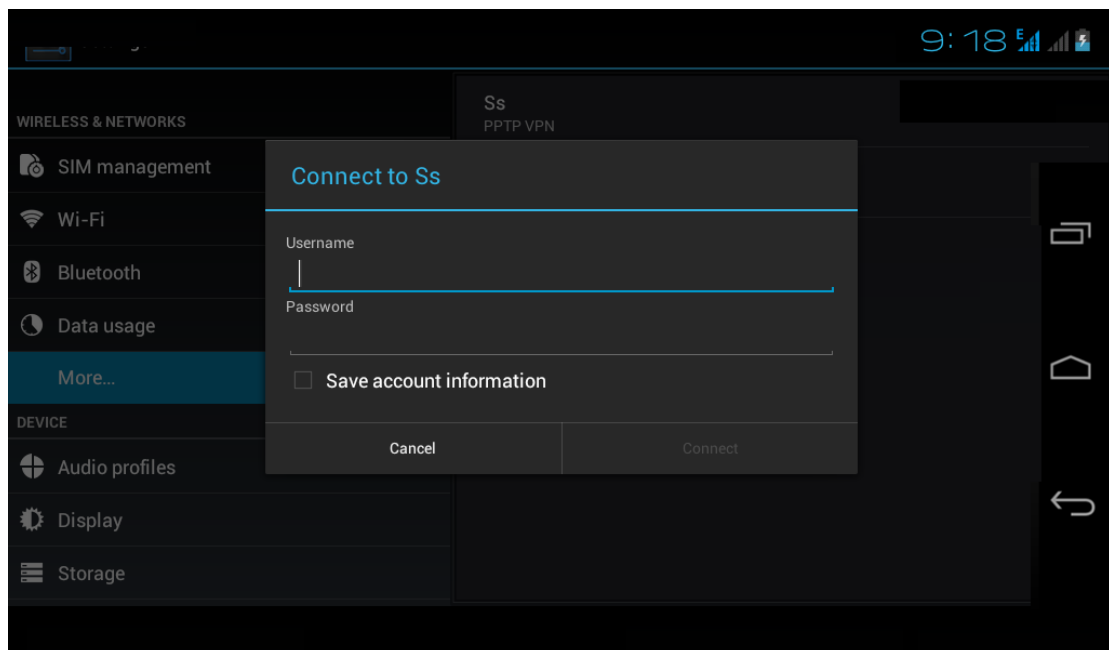 9:18 E
WIRELESS & NETWORKS
SIM management
Wi-Fi
Bluetooth
Data usage
More...
DEVICE
Audio profiles
Display
Storage
Ss
PPTP VPN
Connect to Ss
Username
Password
Save account information
Cancel
Connect